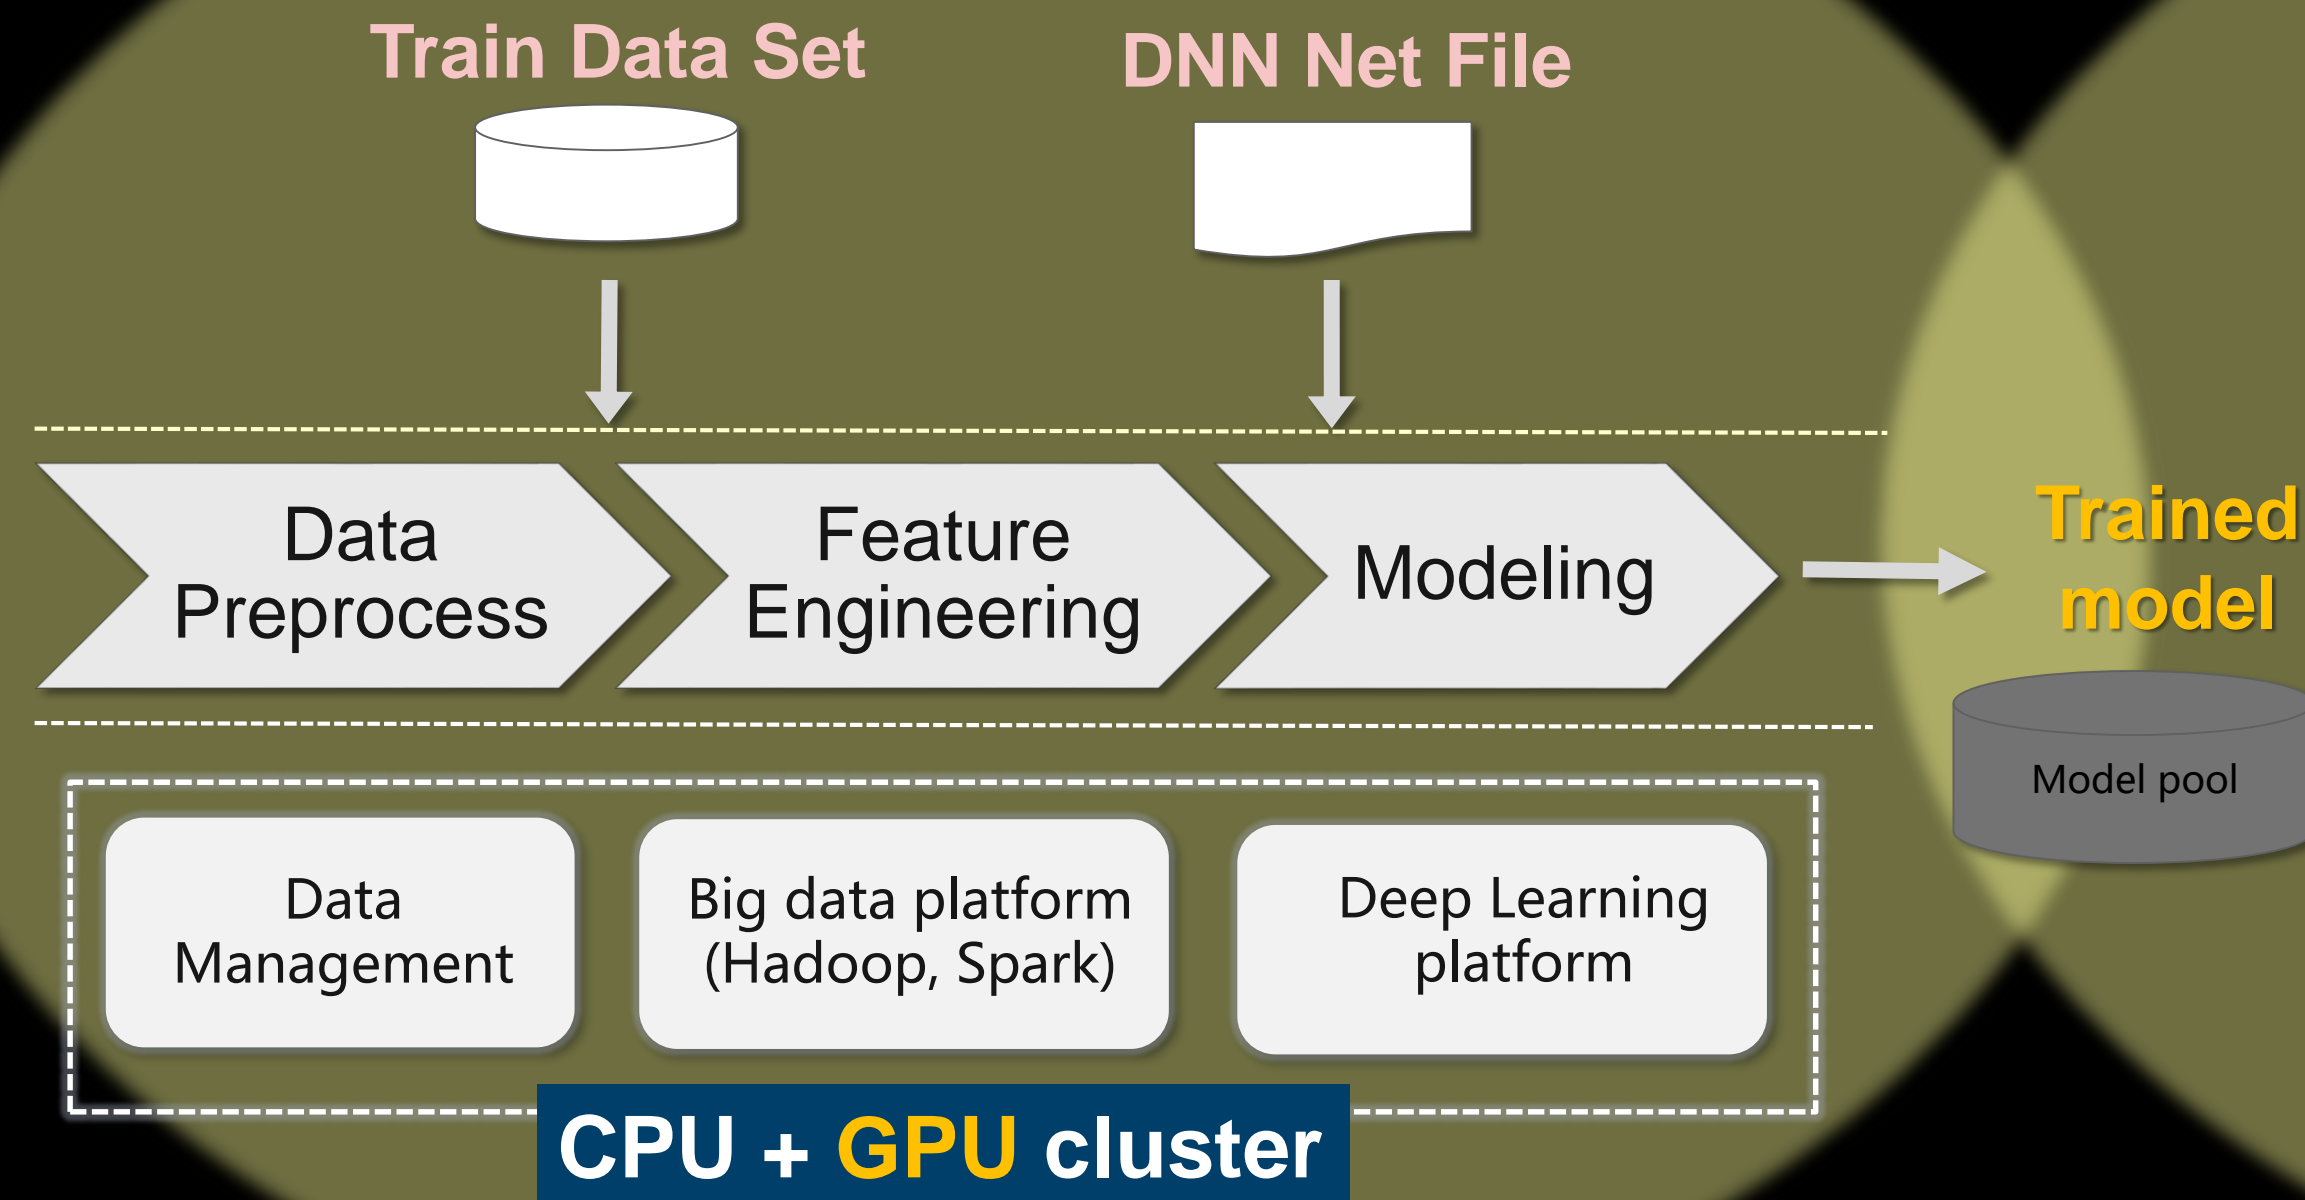 Train Data Set
DNN Net File
Data
Preprocess
Feature
Engineering
Modeling
Trained
model
Model pool
Data
Management
Big data platform
(Hadoop, Spark)
Deep Learning
platform
CPU + GPU cluster